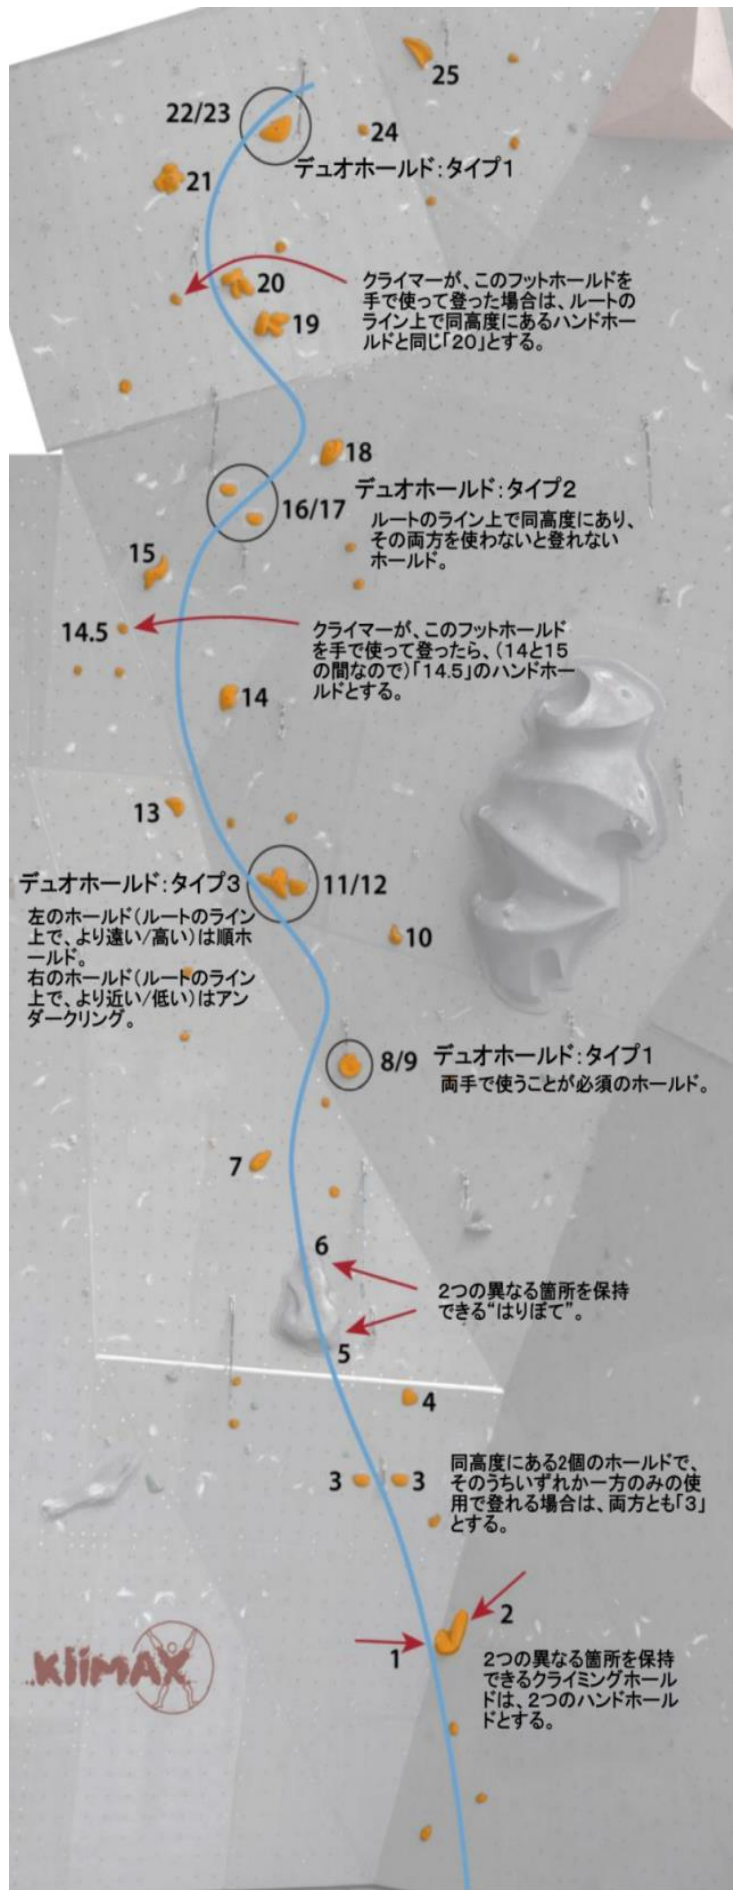 25
22/23
24
デュオホールド：タイプ1
21
20
クライマーが、このフットホールドを
手で使って登った場合は、ルートの
ライン上で同高度にあるハンドホー
ルドと同じ「20」とする。
19
18
デュオホールド：タイプ2
16/17
ルートのライン上で同高度にあり、
その両方を使わないと登れない
ホールド。
15
14.5
クライマーが、このフットホールド
を手で使って登ったら、(14と15
の間なので)「14.5」のハンドホー
ルドとする。
14
13
デュオホールド：タイプ3
11/12
左のホールド(ルートのライン
上で、より遠い/高い)は順ホ
ールド。
右のホールド(ルートのライン
上で、より近い/低い)はアン
ダークリング。
10
8/9
デュオホールド：タイプ1
両手で使うことが必須のホールド。
7
6
2つの異なる箇所を保持
できる“はりぼて”。
5
4
3
3
同高度にある2個のホールドで、
そのうちいずれか一方のみの使
用で登れる場合は、両方とも「3」
とする。
2
1
2つの異なる箇所を保持
できるクライミングホール
ドは、2つのハンドホール
ドとする。
KliMAX